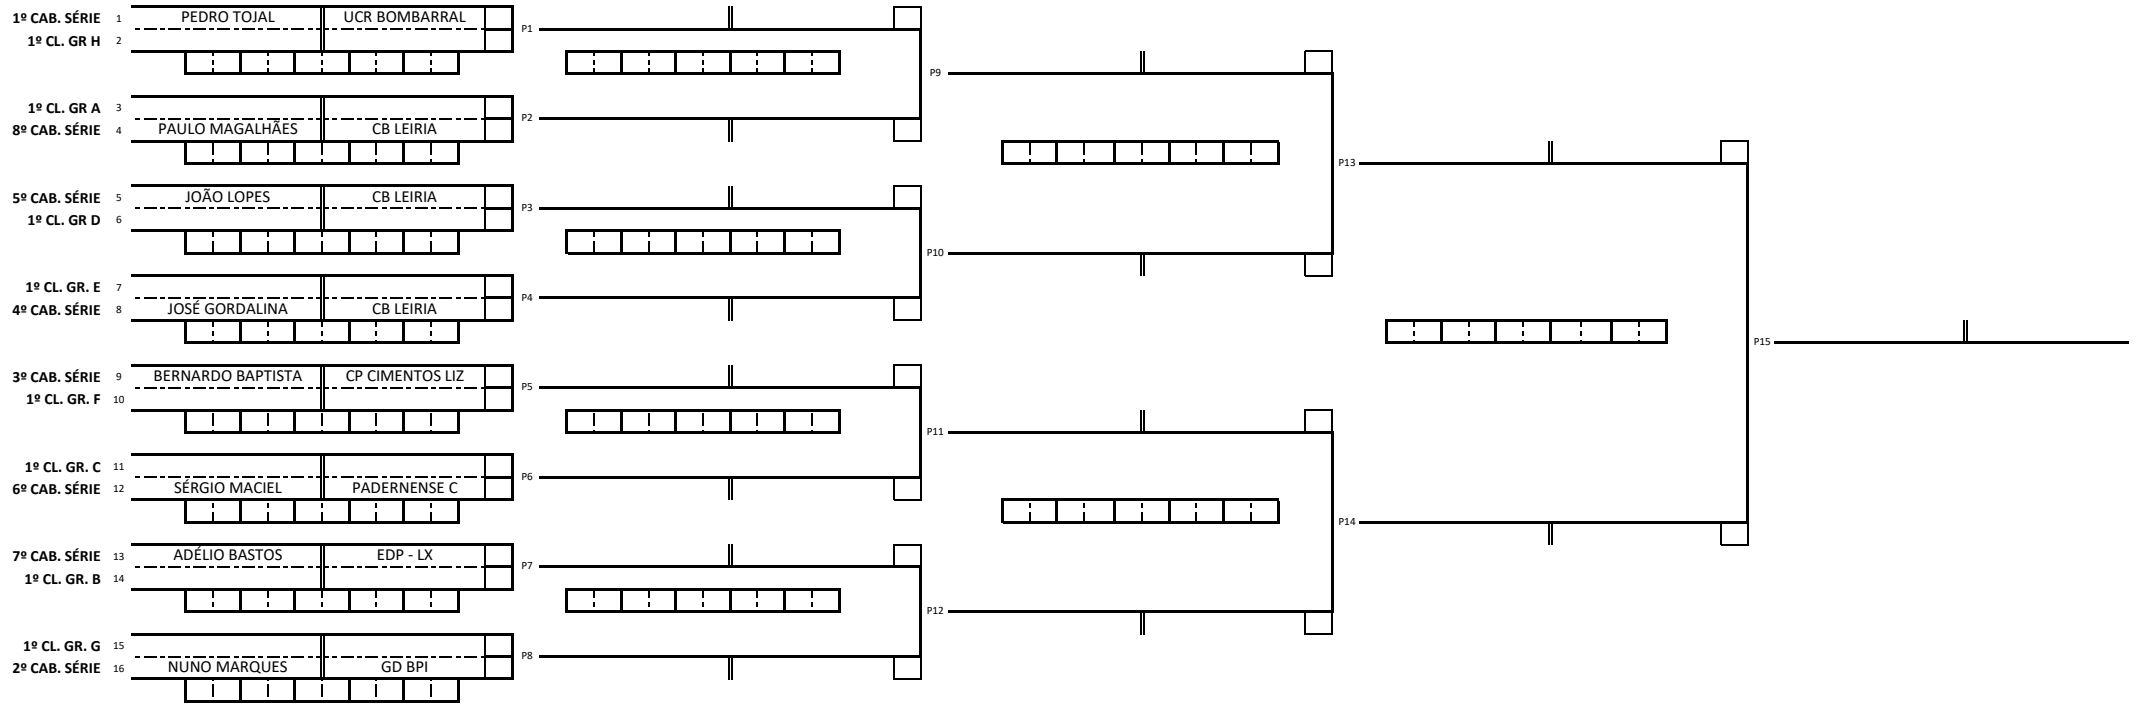 1º CAB. SÉRIE 1 PEDRO TOJAL UCR BOMBARRAL
P1
1º CL. GR H 2
P9
1º CL. GR A 3
P2
8º CAB. SÉRIE 4 PAULO MAGALHÃES CB LEIRIA
P13
5º CAB. SÉRIE 5 JOÃO LOPES CB LEIRIA
P3
1º CL. GR D 6
P10
1º CL. GR. E 7
P4
4º CAB. SÉRIE 8 JOSÉ GORDALINA CB LEIRIA
P15
3º CAB. SÉRIE 9 BERNARDO BAPTISTA CP CIMENTOS LIZ
P5
1º CL. GR. F 10
P11
1º CL. GR. C 11
P6
6º CAB. SÉRIE 12 SÉRGIO MACIEL PADERNENSE C
P14
7º CAB. SÉRIE 13 ADÉLIO BASTOS EDP - LX
P7
1º CL. GR. B 14
P12
1º CL. GR. G 15
P8
2º CAB. SÉRIE 16 NUNO MARQUES GD BPI